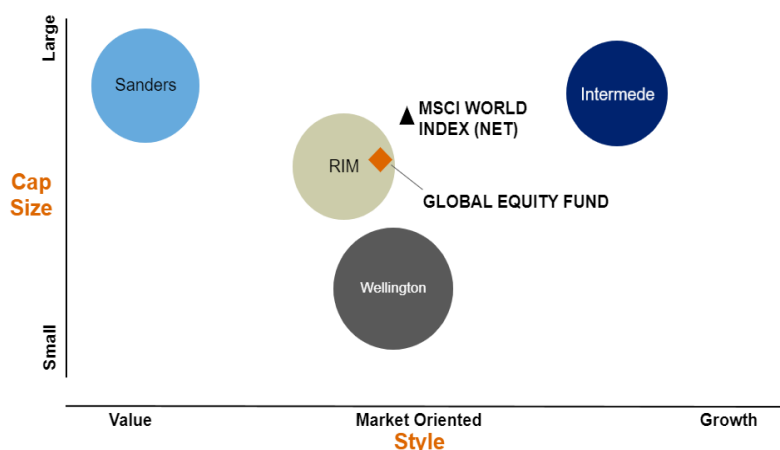 Large
Sanders
Intermede
MSCI WORLD
INDEX (NET)
RIM
Cap
Size
GLOBAL EQUITY FUND
Wellington
Small
Value
Market Oriented
Growth
Style